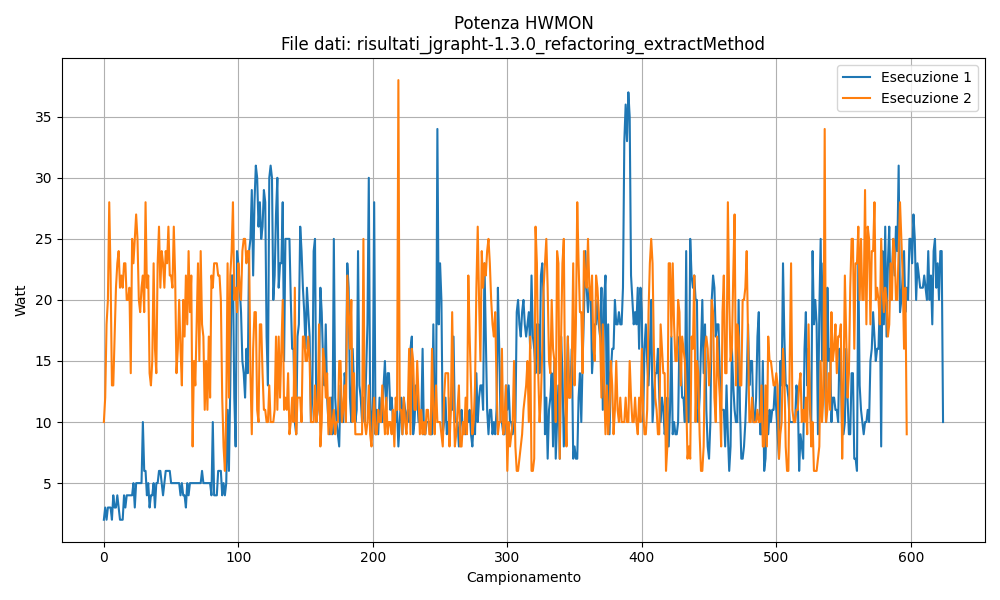 Potenza HWMON
File dati: risultati_jgrapht-1.3.0_refactoring_extractMethod
Esecuzione 1
Esecuzione 2
Watt
35
30
25
20
15
10
5
0 100 200 300 400 500 600
Campionamento